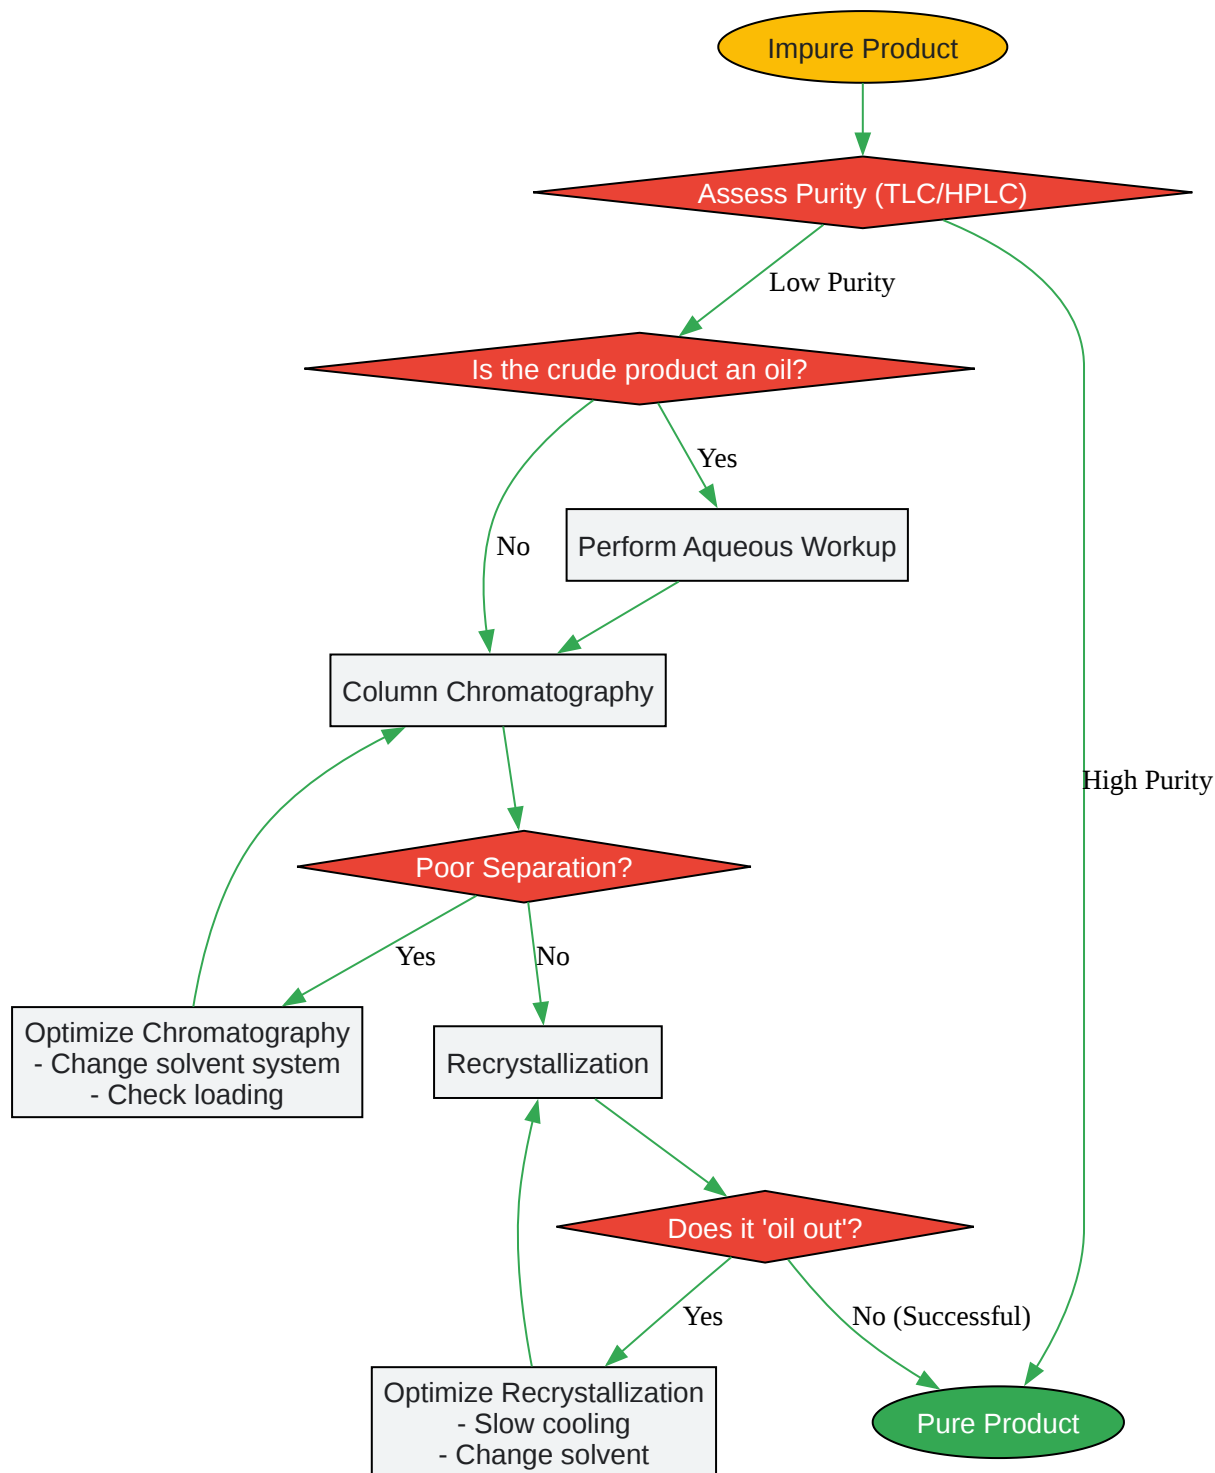 Impure Product
Assess Purity (TLC/HPLC)
Low Purity
Is the crude product an oil?
Yes
No
Perform Aqueous Workup
Column Chromatography
High Purity
Poor Separation?
Yes
No
Optimize Chromatography
- Change solvent system
- Check loading
Recrystallization
Does it 'oil out'?
Yes
No (Successful)
Optimize Recrystallization
- Slow cooling
- Change solvent
Pure Product